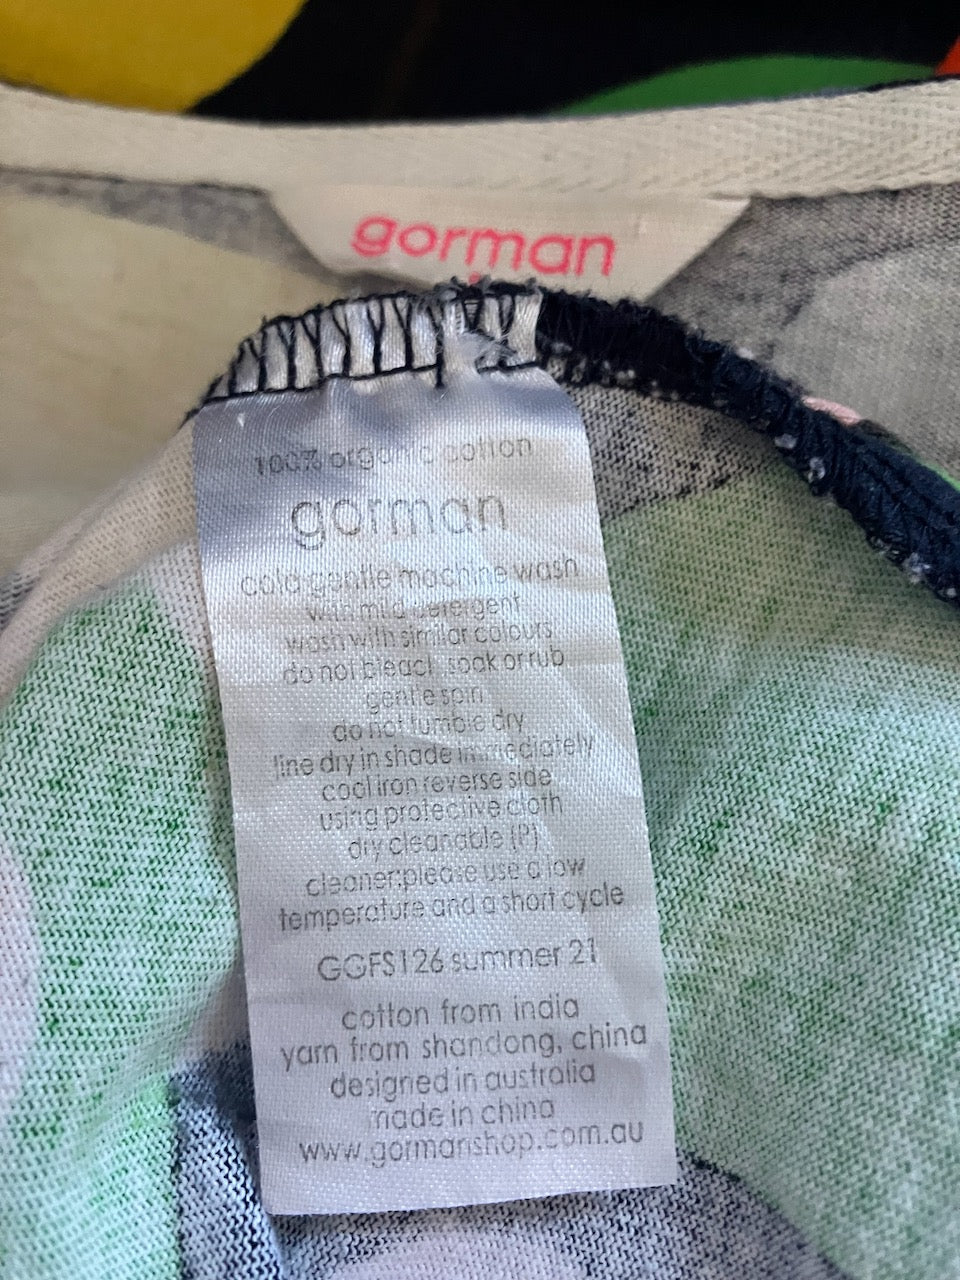 gorman
100% organic cotton
gorman
cold gentle machine wash
with mild detergent
wash with similar colours
do not bleach soak or rub
gentle spin
do not tumble dry
line dry in shade immediately
cool iron reverse side
using protective cloth
dry cleanable (P)
cleaner:please use a low
temperature and a short cycle
GGFS126 summer 21
cotton from india
yarn from shandong, china
designed in australia
made in china
www.gormanshop.com.au